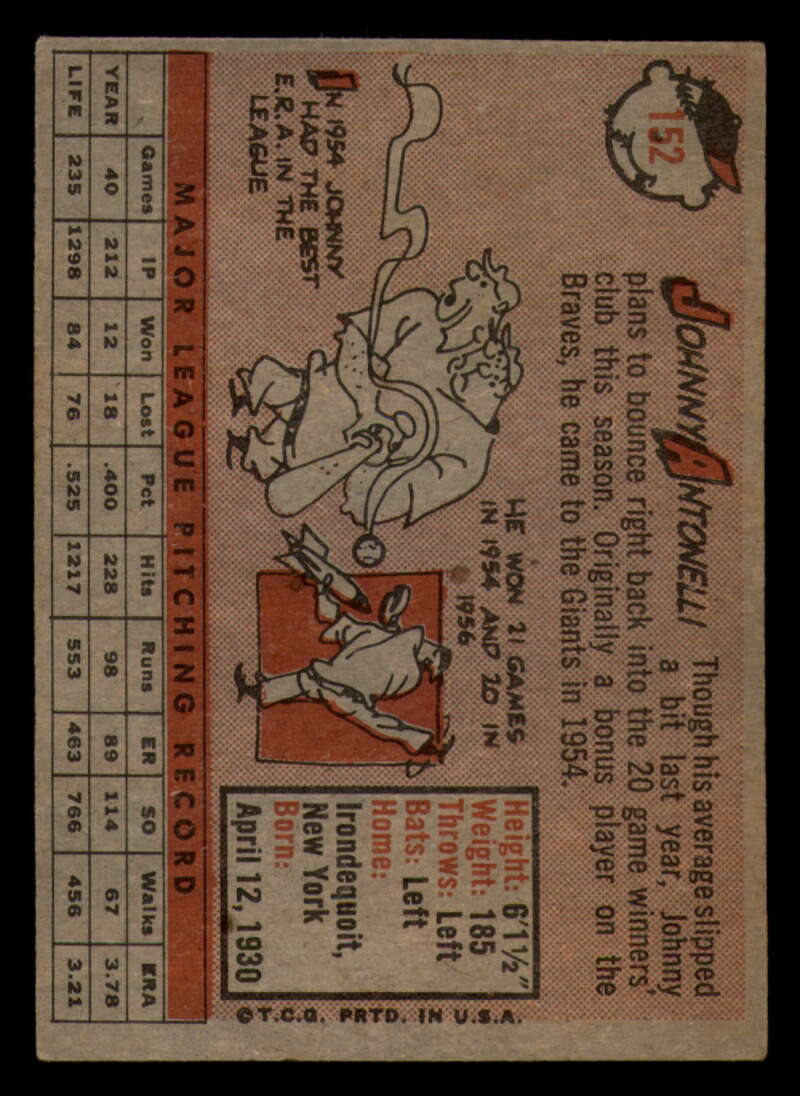 152
JOHNNY ANTONELLI
Though his average slipped
a bit last year, Johnny
plans to bounce right back into the 20 game winners'
club this season. Originally a bonus player on the
Braves, he came to the Giants in 1954.
IN 1954 JOHNNY
HAD THE BEST
E.R.A. IN THE
LEAGUE
HE WON 21 GAMES
IN 1954 AND 20 IN
1956
Height: 6'1½"
Weight: 185
Throws: Left
Bats: Left
Home:
Irondequoit,
New York
Born:
April 12, 1930
©T.C.G. PRTD. IN U.S.A.
MAJOR LEAGUE PITCHING RECORD
Games IP Won Lost Pct Hits Runs ER SO Walks ERA
YEAR 40 212 12 18 .400 228 98 89 114 67 3.78
LIFE 235 1298 84 76 .525 1217 553 463 766 456 3.21